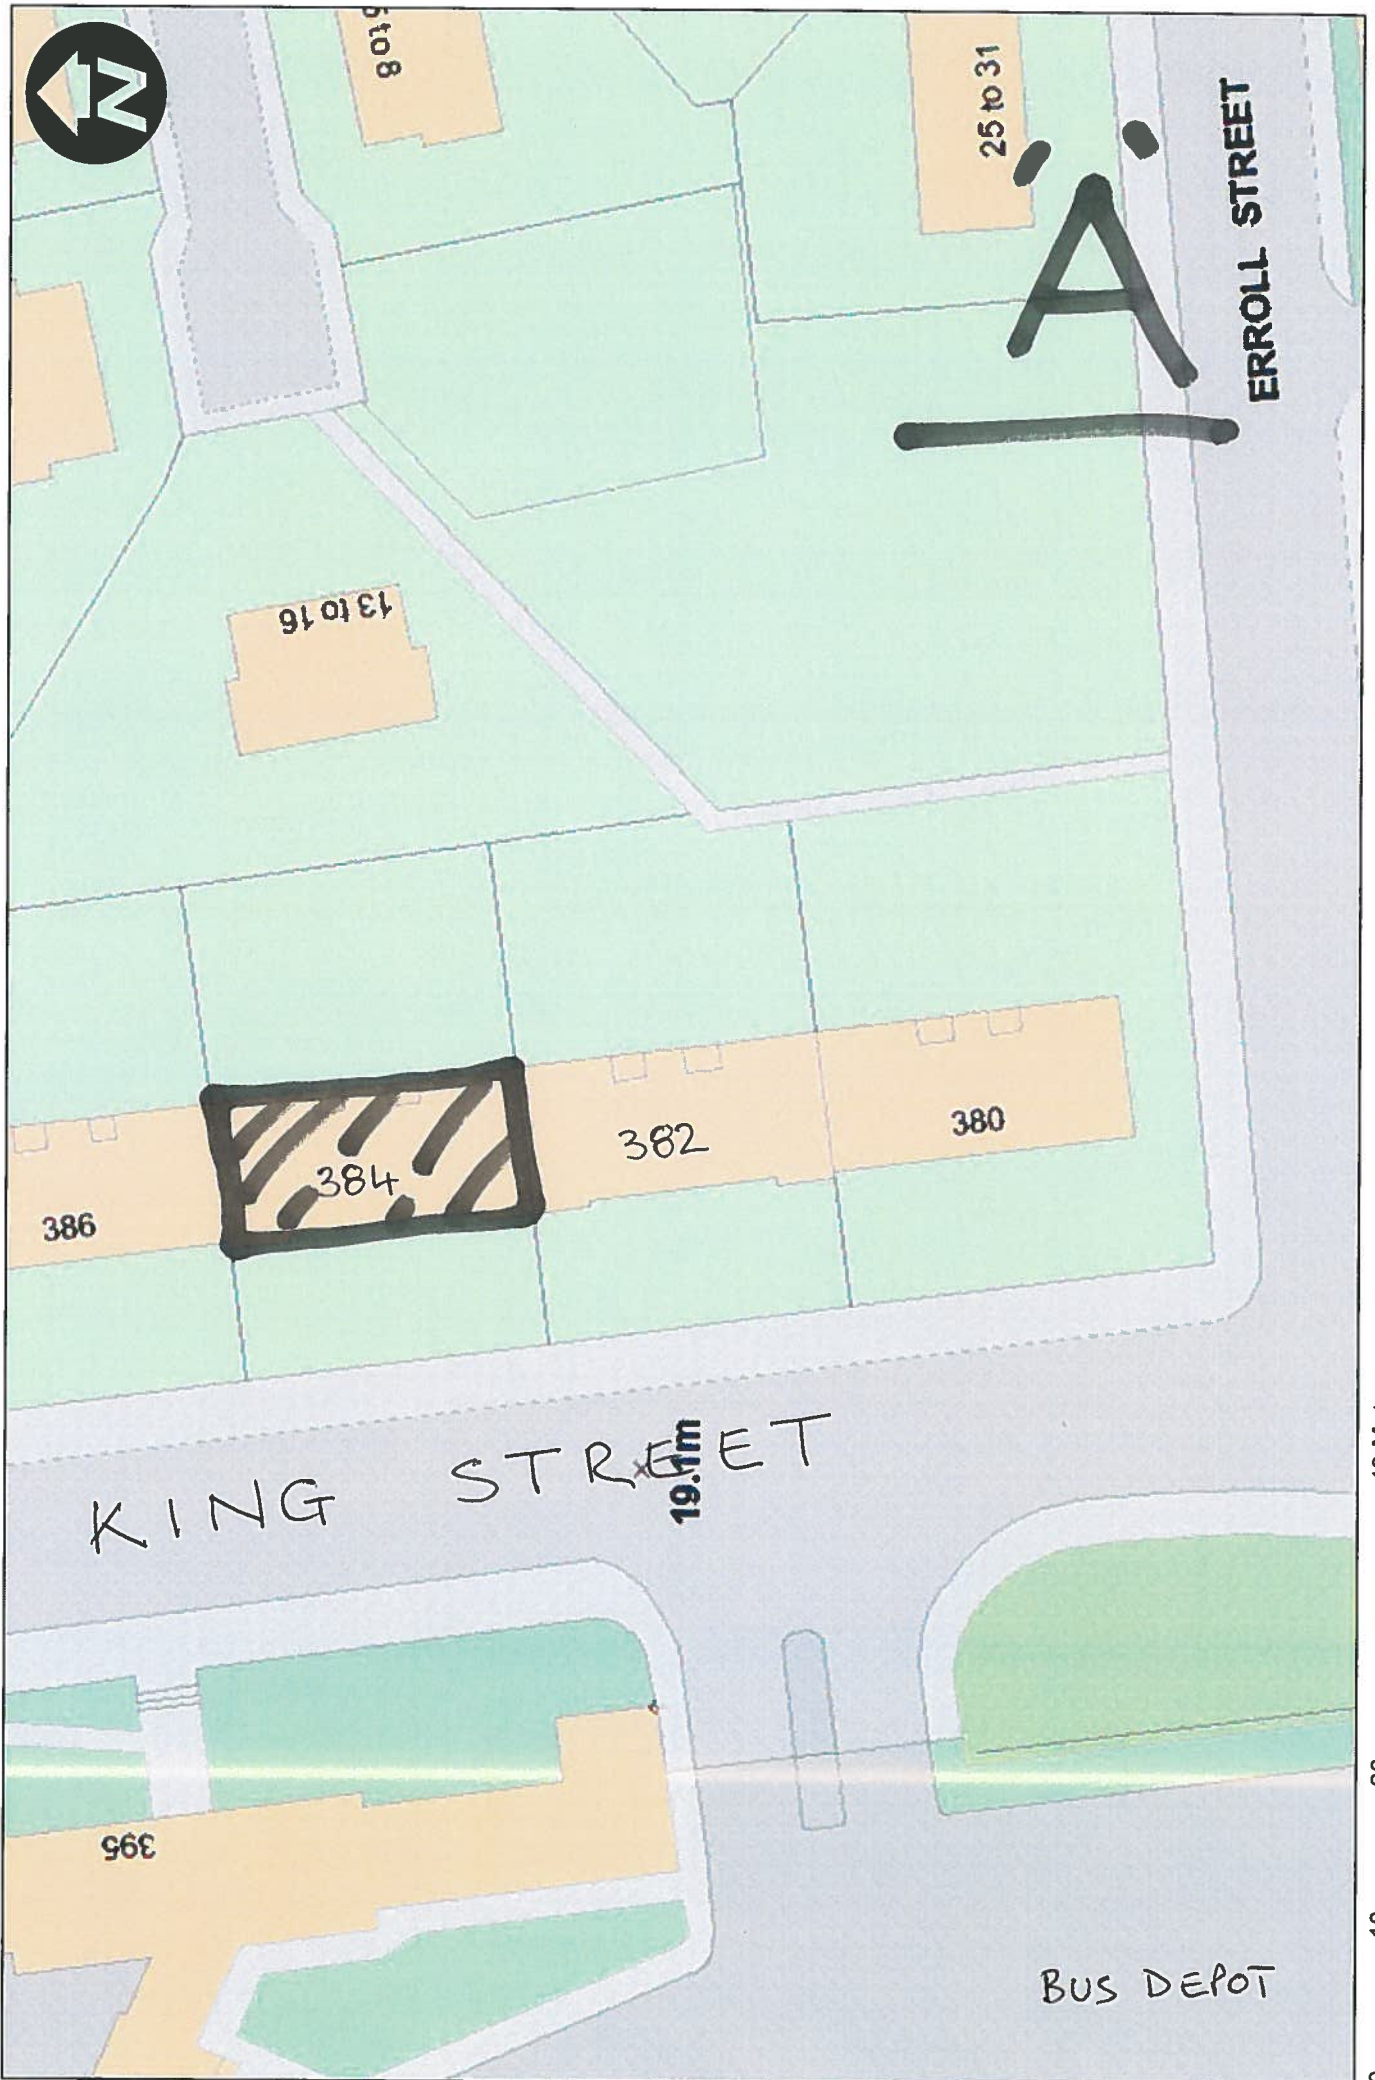 N
to 8
25 to 31
"A"
ERROLL STREET
13 to 16
386
384
382
380
KING STREET
19.1m
395
BUS DEPOT